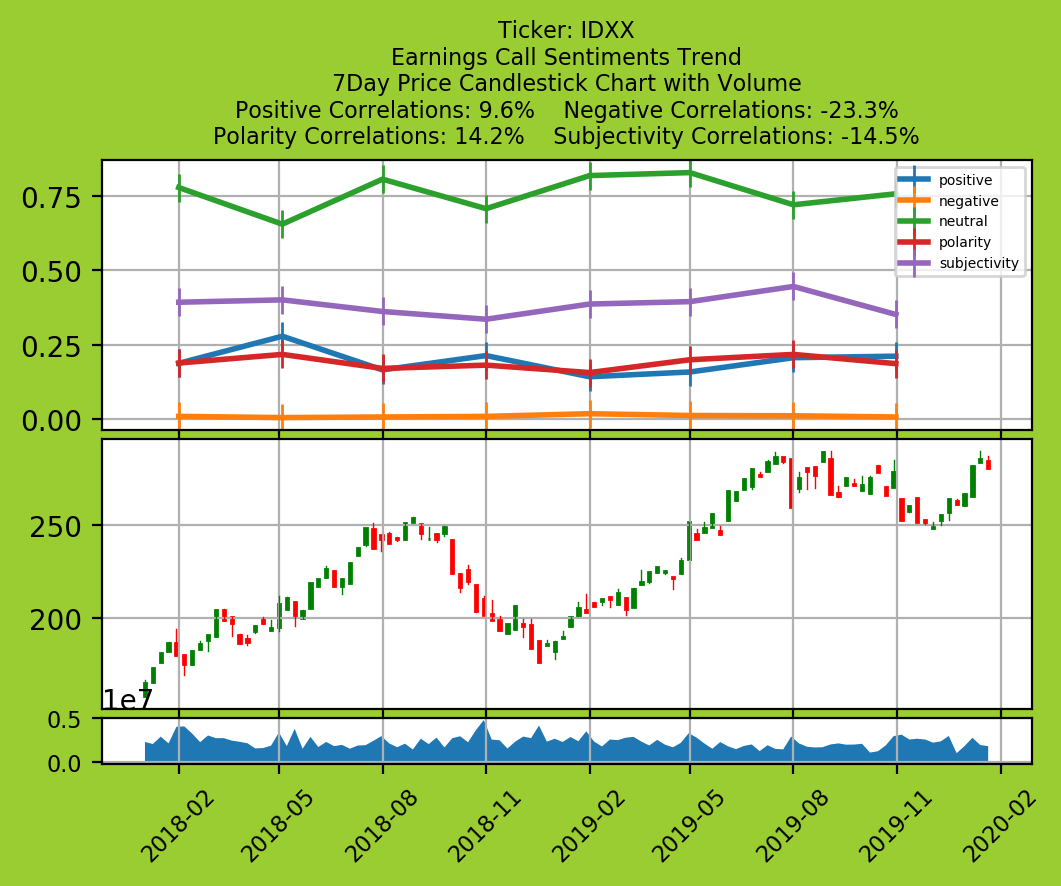 Ticker: IDXX
Earnings Call Sentiments Trend
7Day Price Candlestick Chart with Volume
Positive Correlations: 9.6%    Negative Correlations: -23.3%
Polarity Correlations: 14.2%    Subjectivity Correlations: -14.5%
0.75
0.50
0.25
0.00
positive
negative
neutral
polarity
subjectivity
250
200
1e7
0.5
0.0
2018-02
2018-05
2018-08
2018-11
2019-02
2019-05
2019-08
2019-11
2020-02